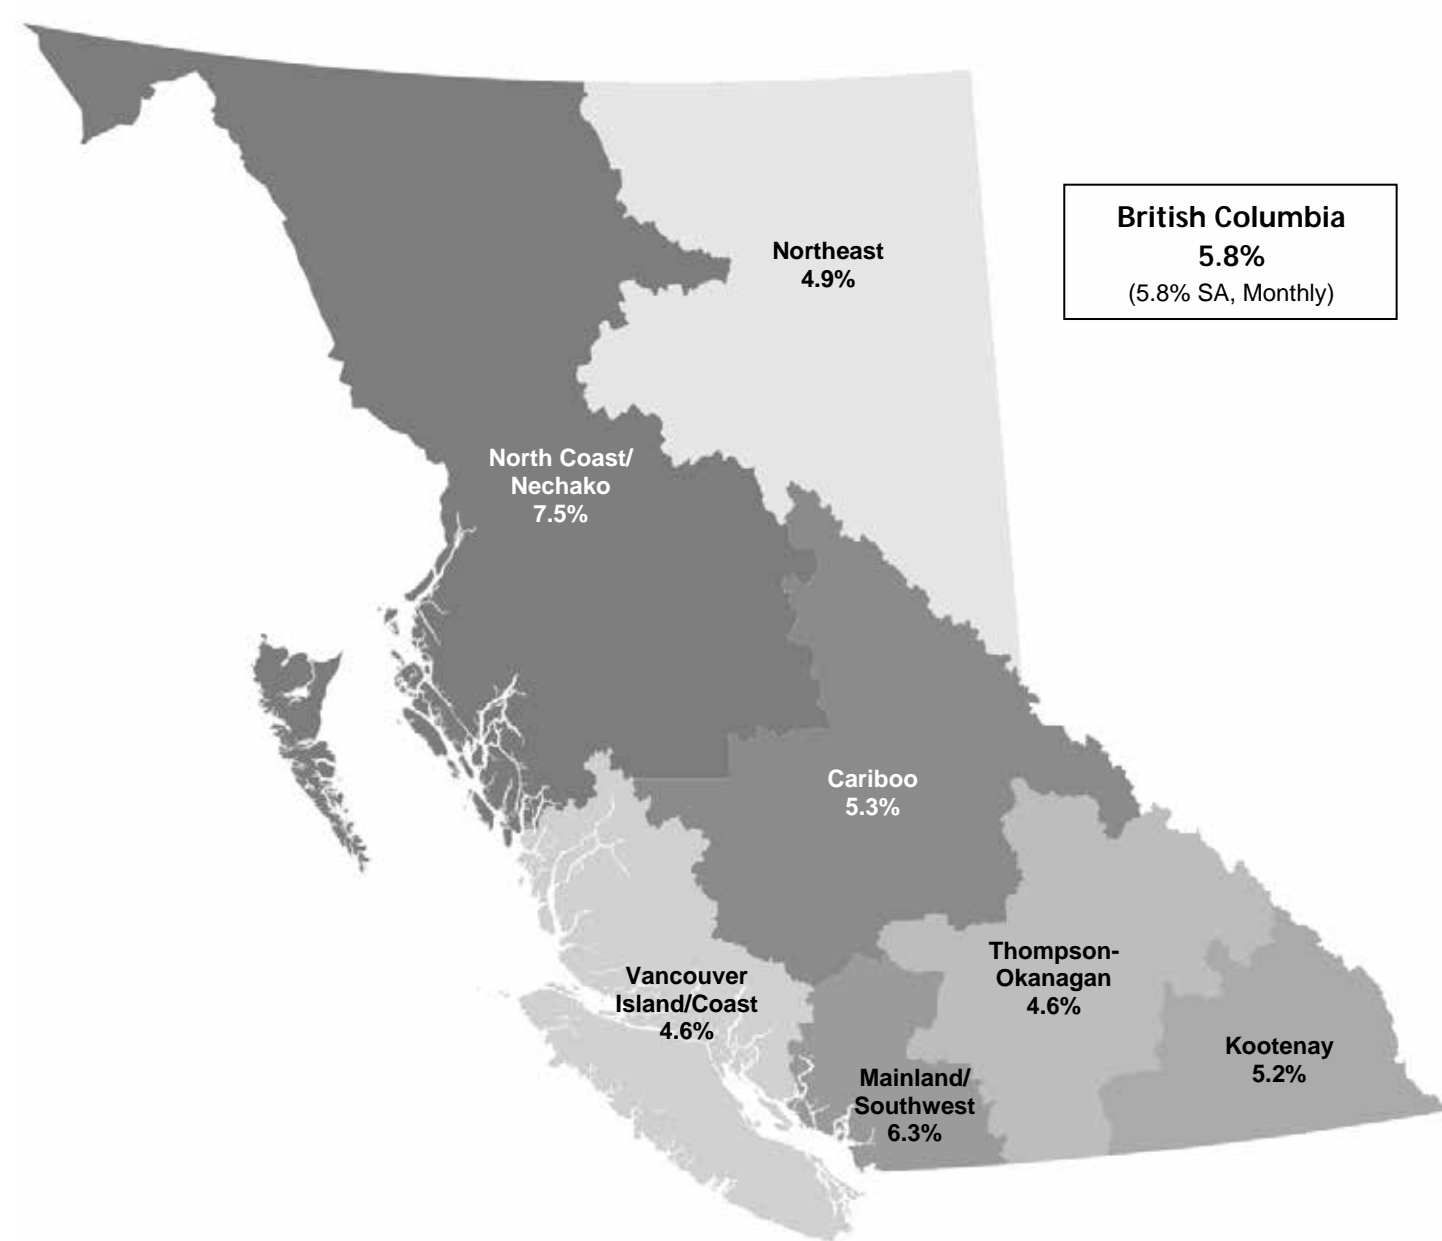 British Columbia
5.8%
(5.8% SA, Monthly)
Northeast
4.9%
North Coast/
Nechako
7.5%
Cariboo
5.3%
Thompson-
Okanagan
4.6%
Vancouver
Island/Coast
4.6%
Kootenay
5.2%
Mainland/
Southwest
6.3%